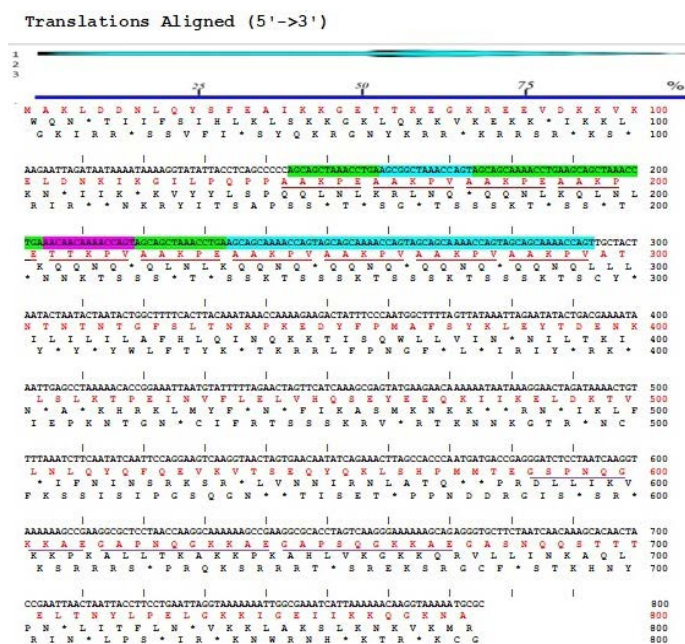 Translations Aligned (5'->3')
1
2
3
25 50 75 %
M A K L D D N L Q Y S F E A I K K G E T T K E G K R E E V D K K V K 100
W Q N * T I I F S I H L K L S K K G K L Q K K V K E K K * I K K L 100
G K I R R * S S V F I * S Y Q K R G N Y K R R * K R R S R * K S * 100
AAGAATTAGATAATAAAATAAAAGGTATATTACCTCAGCCCCCAGCAGCTAAACCTGAAGCGGCTAAACCAGTAGCAGCAAAACCTGAAGCAGCTAAACC 200
E L D N K I K G I L P Q P P A A K P E A A K P V A A K P E A A K P 200
K N * I I K * K V Y Y L S P Q Q L N L K R L N Q * Q Q N L K Q L N L 200
R I R * * N K R Y I T S A P S S * T * S G * T S S S K T * S S * T 200
TGAAACAACAAAACCAGTAGCAGCTAAACCTGAAGCAGCAAAACCAGTAGCAGCAAAACCAGTAGCAGCAAAACCAGTAGCAGCAAAACCAGTTGCTACT 300
E T T K P V A A K P E A A K P V A A K P V A A K P V A A K P V A T 300
K Q Q N Q * Q L N L K Q Q N Q * Q Q N Q * Q Q N Q * Q Q N Q L L L 300
* N N K T S S S * T * S S K T S S S K T S S S K T S S S K T S C Y * 300
AATACTAATACTAATACTGGCTTTTCACTTACAAATAAACCAAAAGAAGACTATTTCCCAATGGCTTTTAGTTATAAATTAGAATATACTGACGAAAATA 400
N T N T N T G F S L T N K P K E D Y F P M A F S Y K L E Y T D E N K 400
I L I L I L A F H L Q I N Q K K T I S Q W L L V I N * N I L T K I 400
Y * Y * Y W L F T Y K * T K R R L F P N G F * L * I R I Y * R K * 400
AATTGAGCCTAAAAACACCGGAAATTAATGTATTTTTAGAACTAGTTCATCAAAGCGAGTATGAAGAACAAAAAATAATAAAGGAACTAGATAAAACTGT 500
L S L K T P E I N V F L E L V H Q S E Y E E Q K I I K E L D K T V 500
N * A * K H R K L M Y F * N * F I K A S M K N K K * * R N * I K L F 500
I E P K N T G N * C I F R T S S S K R V * R T K N N K G T R * N C 500
TTTAAATCTTCAATATCAATTCCAGGAAGTCAAGGTAACTAGTGAACAATATCAGAAACTTAGCCACCCAATGATGACCGAGGGATCTCCTAATCAAGGT 600
L N L Q Y Q F Q E V K V T S E Q Y Q K L S H P M M T E G S P N Q G 600
* I F N I N S R K S R * L V N N I R N L A T Q * * P R D L L I K V 600
F K S S I S I P G S Q G N * * T I S E T * P P N D D R G I S * S R * 600
AAAAAAGCCGAAGGCGCTCCTAACCAAGGCAAAAAAGCCGAAGGCGCACCTAGTCAAGGGAAAAAAGCAGAGGGTGCTTCTAATCAACAAAGCACAACTA 700
K K A E G A P N Q G K K A E G A P S Q G K K A E G A S N Q Q S T T T 700
K K P K A L L T K A K K P K A H L V K G K K Q R V L L I N K A Q L 700
K S R R R S * P R Q K S R R R T * S R E K S R G C F * S T K H N Y 700
CCGAATTAACTAATTACCTTCCTGAATTAGGTAAAAAAATTGGCGAAATCATTAAAAAACAAGGTAAAAATGCGC 800
E L T N Y L P E L G K K I G E I I K K Q G K N A 800
P N * L I T F L N * V K K L A K S L K N K V K M R 800
R I N * L P S * I R * K N W R N H * K T R * K C G 800